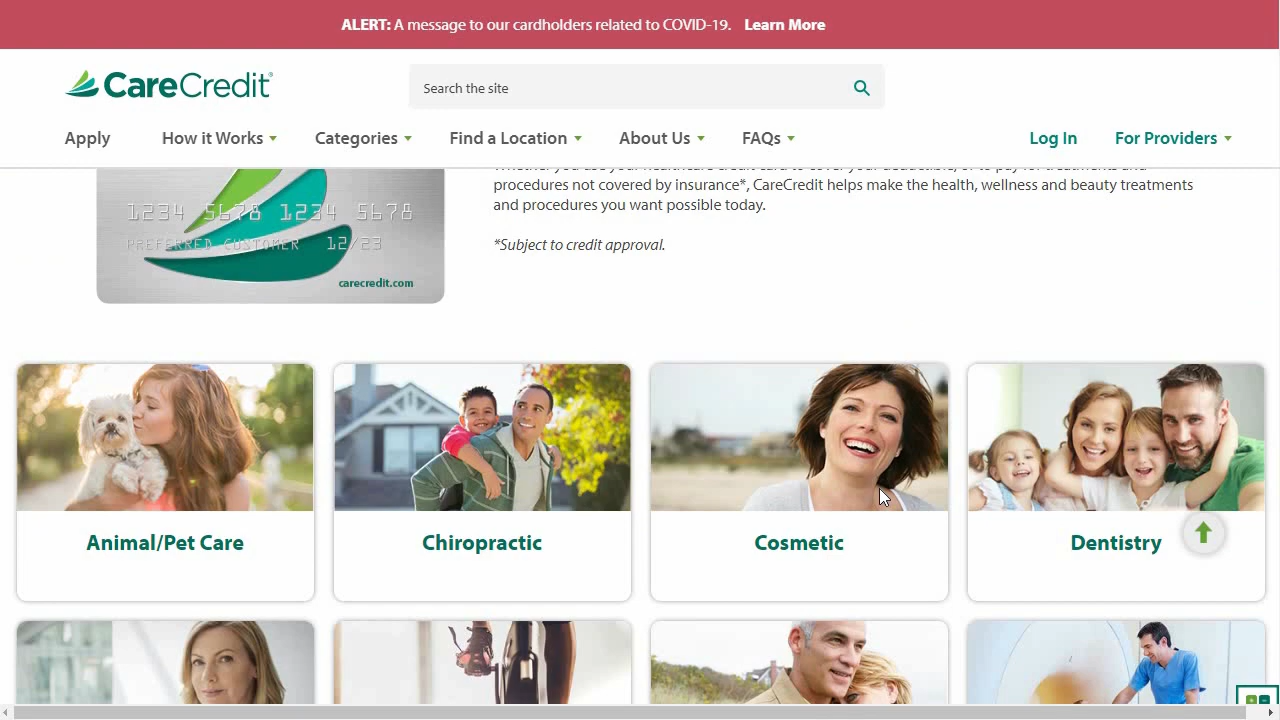 ALERT: A message to our cardholders related to COVID-19. Learn More
CareCredit®
Search the site
Apply How it Works Categories Find a Location About Us FAQs Log In For Providers
procedures not covered by insurance*, CareCredit helps make the health, wellness and beauty treatments
and procedures you want possible today.
*Subject to credit approval.
1234 5678 1234 5678
PREFERRED CUSTOMER 12/23
carecredit.com
Animal/Pet Care
Chiropractic
Cosmetic
Dentistry